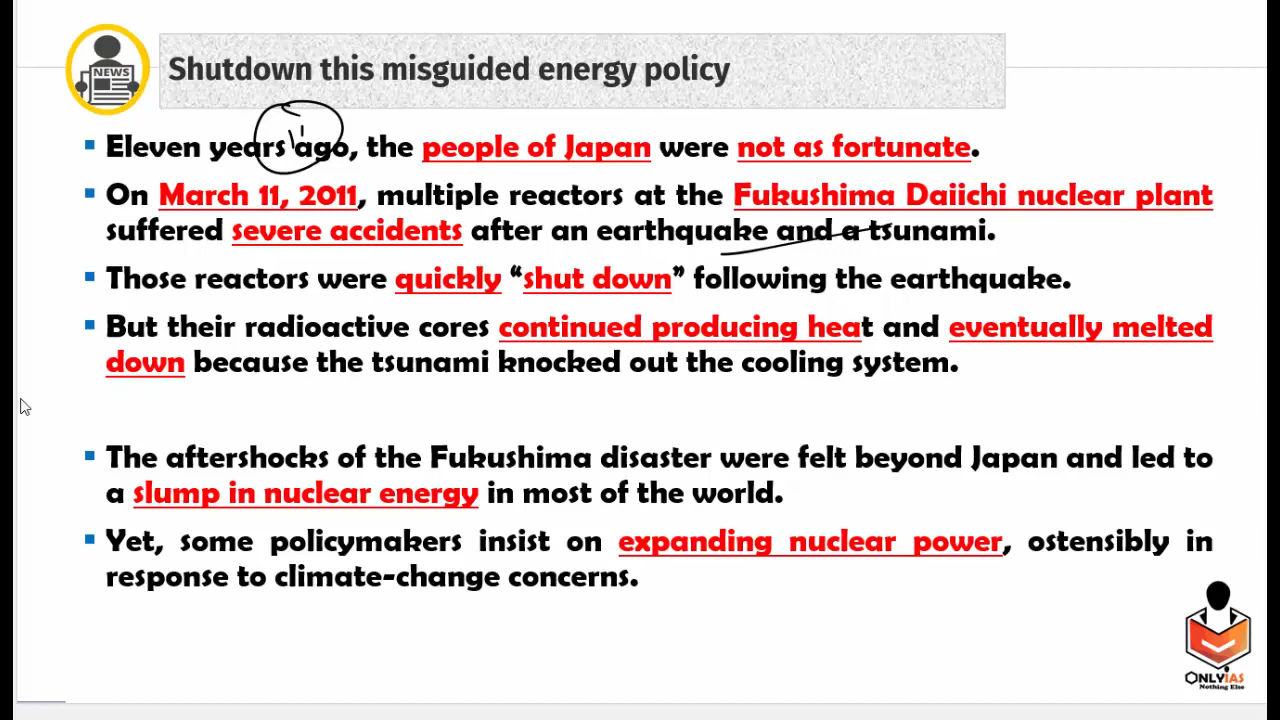 NEWS
Shutdown this misguided energy policy
▪ Eleven years ago, the people of Japan were not as fortunate.
▪ On March 11, 2011, multiple reactors at the Fukushima Daiichi nuclear plant
suffered severe accidents after an earthquake and a tsunami.
▪ Those reactors were quickly “shut down” following the earthquake.
▪ But their radioactive cores continued producing heat and eventually melted
down because the tsunami knocked out the cooling system.
▪ The aftershocks of the Fukushima disaster were felt beyond Japan and led to
a slump in nuclear energy in most of the world.
▪ Yet, some policymakers insist on expanding nuclear power, ostensibly in
response to climate-change concerns.
ONLYIAS
Nothing Else